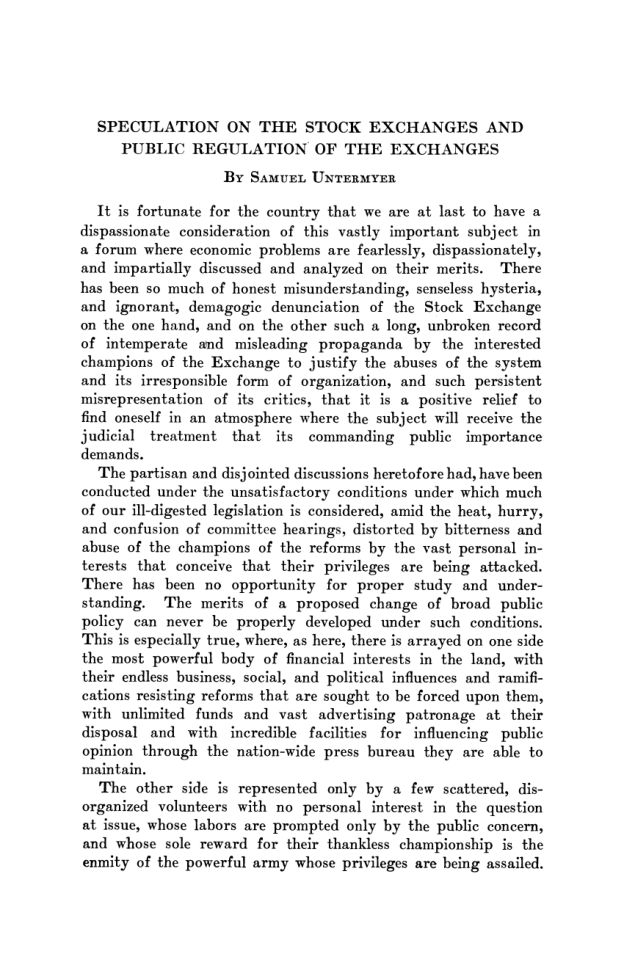 SPECULATION ON THE STOCK EXCHANGES AND
PUBLIC REGULATION OF THE EXCHANGES
By Samuel Untermyer
It is fortunate for the country that we are at last to have a
dispassionate consideration of this vastly important subject in
a forum where economic problems are fearlessly, dispassionately,
and impartially discussed and analyzed on their merits. There
has been so much of honest misunderstanding, senseless hysteria,
and ignorant, demagogic denunciation of the Stock Exchange
on the one hand, and on the other such a long, unbroken record
of intemperate and misleading propaganda by the interested
champions of the Exchange to justify the abuses of the system
and its irresponsible form of organization, and such persistent
misrepresentation of its critics, that it is a positive relief to
find oneself in an atmosphere where the subject will receive the
judicial treatment that its commanding public importance
demands.
The partisan and disjointed discussions heretofore had, have been
conducted under the unsatisfactory conditions under which much
of our ill-digested legislation is considered, amid the heat, hurry,
and confusion of committee hearings, distorted by bitterness and
abuse of the champions of the reforms by the vast personal in-
terests that conceive that their privileges are being attacked.
There has been no opportunity for proper study and under-
standing. The merits of a proposed change of broad public
policy can never be properly developed under such conditions.
This is especially true, where, as here, there is arrayed on one side
the most powerful body of financial interests in the land, with
their endless business, social, and political influences and ramifi-
cations resisting reforms that are sought to be forced upon them,
with unlimited funds and vast advertising patronage at their
disposal and with incredible facilities for influencing public
opinion through the nation-wide press bureau they are able to
maintain.
The other side is represented only by a few scattered, dis-
organized volunteers with no personal interest in the question
at issue, whose labors are prompted only by the public concern,
and whose sole reward for their thankless championship is the
enmity of the powerful army whose privileges are being assailed.